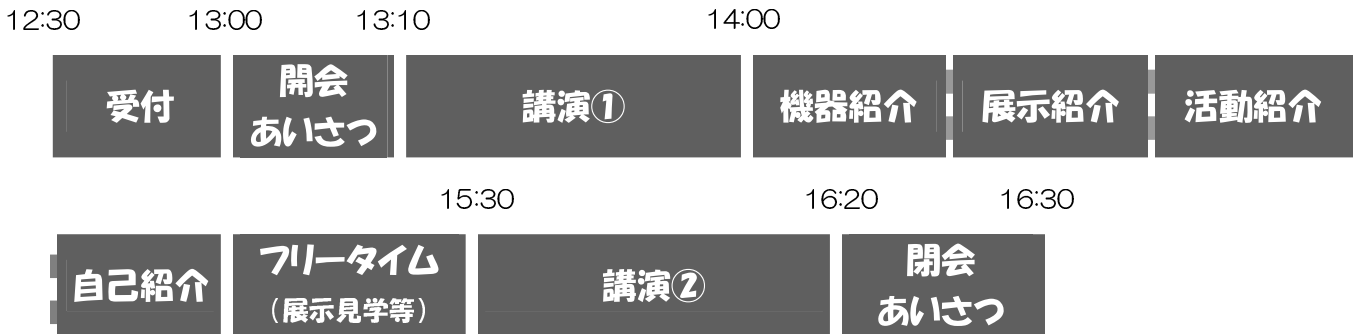 12:30 13:00 13:10 14:00
受付
開会
あいさつ
講演①
機器紹介
展示紹介
活動紹介
15:30 16:20 16:30
自己紹介
フリータイム
(展示見学等)
講演②
閉会
あいさつ